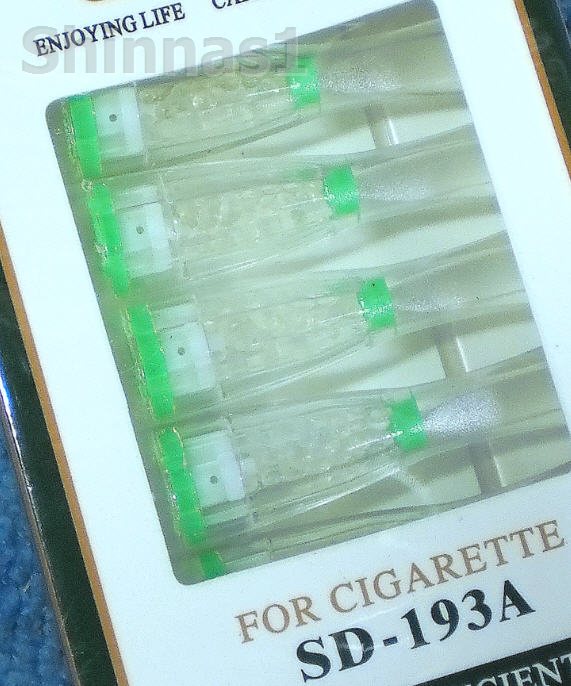 ENJOYING LIFE
Shinnas1
FOR CIGARETTE
SD-193A